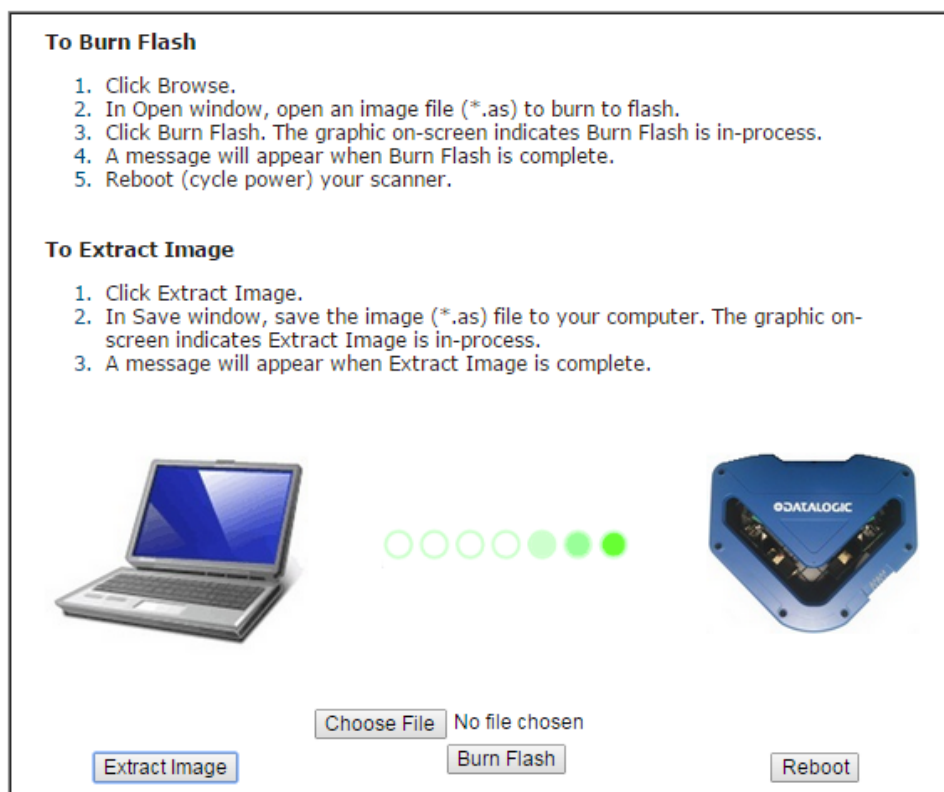 To Burn Flash
1. Click Browse.
2. In Open window, open an image file (*.as) to burn to flash.
3. Click Burn Flash. The graphic on-screen indicates Burn Flash is in-process.
4. A message will appear when Burn Flash is complete.
5. Reboot (cycle power) your scanner.
To Extract Image
1. Click Extract Image.
2. In Save window, save the image (*.as) file to your computer. The graphic on-
screen indicates Extract Image is in-process.
3. A message will appear when Extract Image is complete.
DATALOGIC
Choose File No file chosen
Burn Flash
Extract Image Reboot